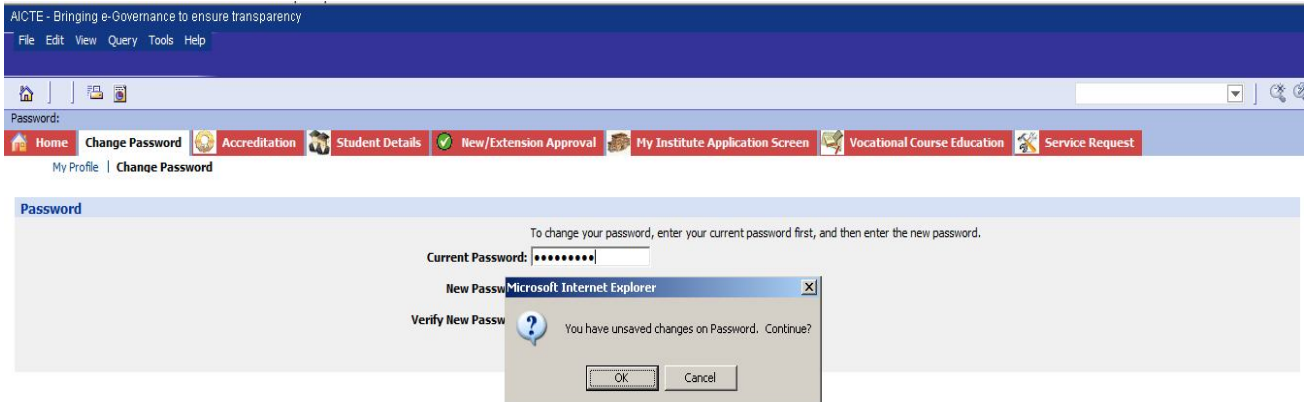 AICTE - Bringing e-Governance to ensure transparency
File Edit View Query Tools Help
Password:
Home Change Password Accreditation Student Details New/Extension Approval My Institute Application Screen Vocational Course Education Service Request
My Profile | Change Password
Password
To change your password, enter your current password first, and then enter the new password.
Current Password: •••••••••
New Passw
Verify New Passw
Microsoft Internet Explorer
You have unsaved changes on Password. Continue?
OK Cancel